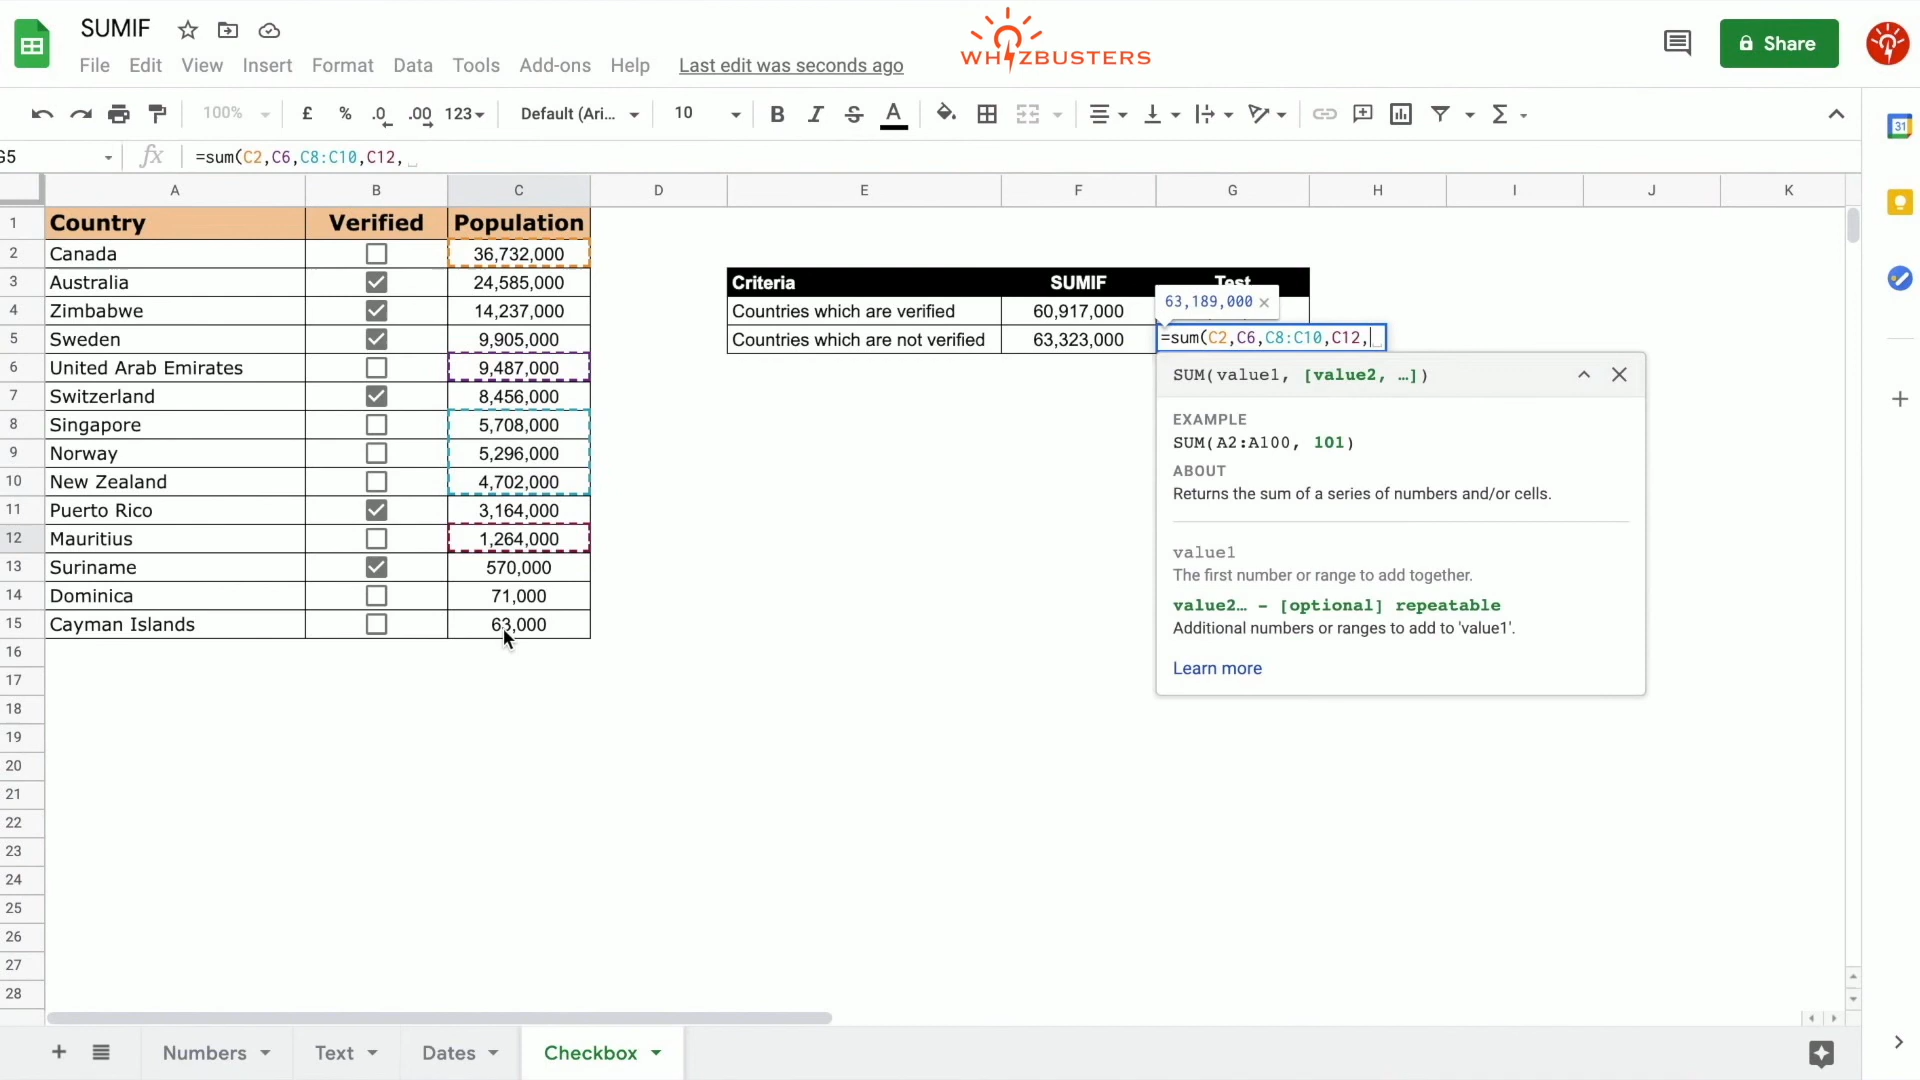 SUMIF
WHIZBUSTERS
Share
File Edit View Insert Format Data Tools Add-ons Help Last edit was seconds ago
100% £ % .0 .00 123 Default (Ari... 10 B I S A Σ
31
G5 fx =sum(C2,C6,C8:C10,C12,
A B C D E F G H I J K
1 Country Verified Population
2 Canada 36,732,000
3 Australia 24,585,000 Criteria SUMIF Test
63,189,000 ×
4 Zimbabwe 14,237,000 Countries which are verified 60,917,000
5 Sweden 9,905,000 Countries which are not verified 63,323,000 =sum(C2,C6,C8:C10,C12,
6 United Arab Emirates 9,487,000
SUM(value1, [value2, …])
7 Switzerland 8,456,000
EXAMPLE
8 Singapore 5,708,000
SUM(A2:A100, 101)
9 Norway 5,296,000
ABOUT
10 New Zealand 4,702,000
Returns the sum of a series of numbers and/or cells.
11 Puerto Rico 3,164,000
12 Mauritius 1,264,000
value1
13 Suriname 570,000
The first number or range to add together.
14 Dominica 71,000
value2… - [optional] repeatable
15 Cayman Islands 63,000
Additional numbers or ranges to add to 'value1'.
16
Learn more
17
18
19
20
21
22
23
24
25
26
27
28
Numbers Text Dates Checkbox